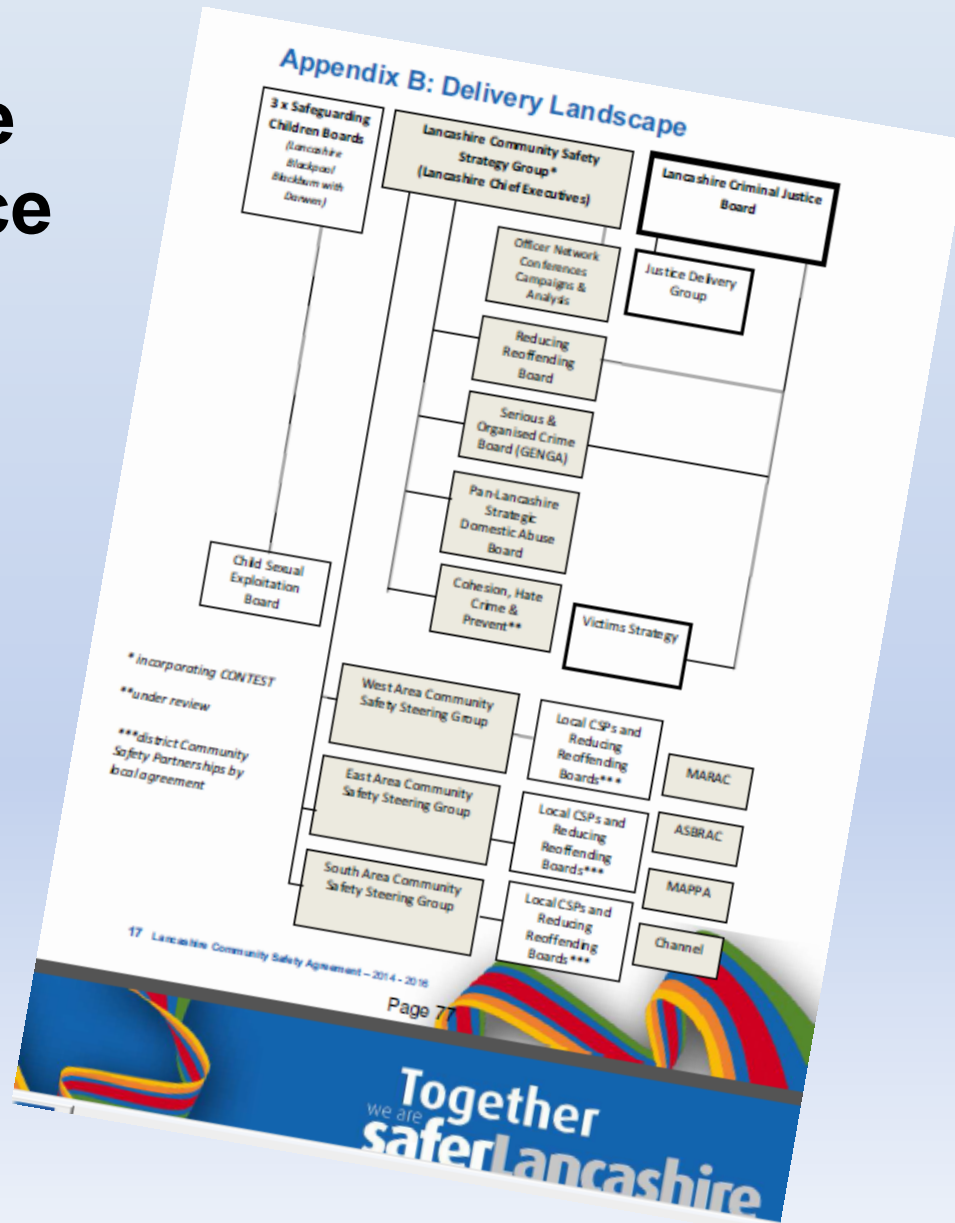 e
ce
Appendix B: Delivery Landscape
3 x Safeguarding
Children Boards
(Lancashire
Blackpool
Blackburn with
Darwen)
Lancashire Community Safety
Strategy Group*
(Lancashire Chief Executives)
Lancashire Criminal Justice
Board
Officer Network
Conferences
Campaigns &
Analysis
Justice Delivery
Group
Reducing
Reoffending
Board
Serious &
Organised Crime
Board (GENGA)
Pan-Lancashire
Strategic
Domestic Abuse
Board
Child Sexual
Exploitation
Board
Cohesion, Hate
Crime &
Prevent**
Victims Strategy
* incorporating CONTEST
**under review
***district Community
Safety Partnerships by
local agreement
West Area Community
Safety Steering Group
Local CSPs and
Reducing
Reoffending
Boards***
MARAC
East Area Community
Safety Steering Group
Local CSPs and
Reducing
Reoffending
Boards***
ASBRAC
MAPPA
South Area Community
Safety Steering Group
Local CSPs and
Reducing
Reoffending
Boards***
Channel
17 Lancashire Community Safety Agreement – 2014 - 2016
Page 77
Together
we are
saferLancashire